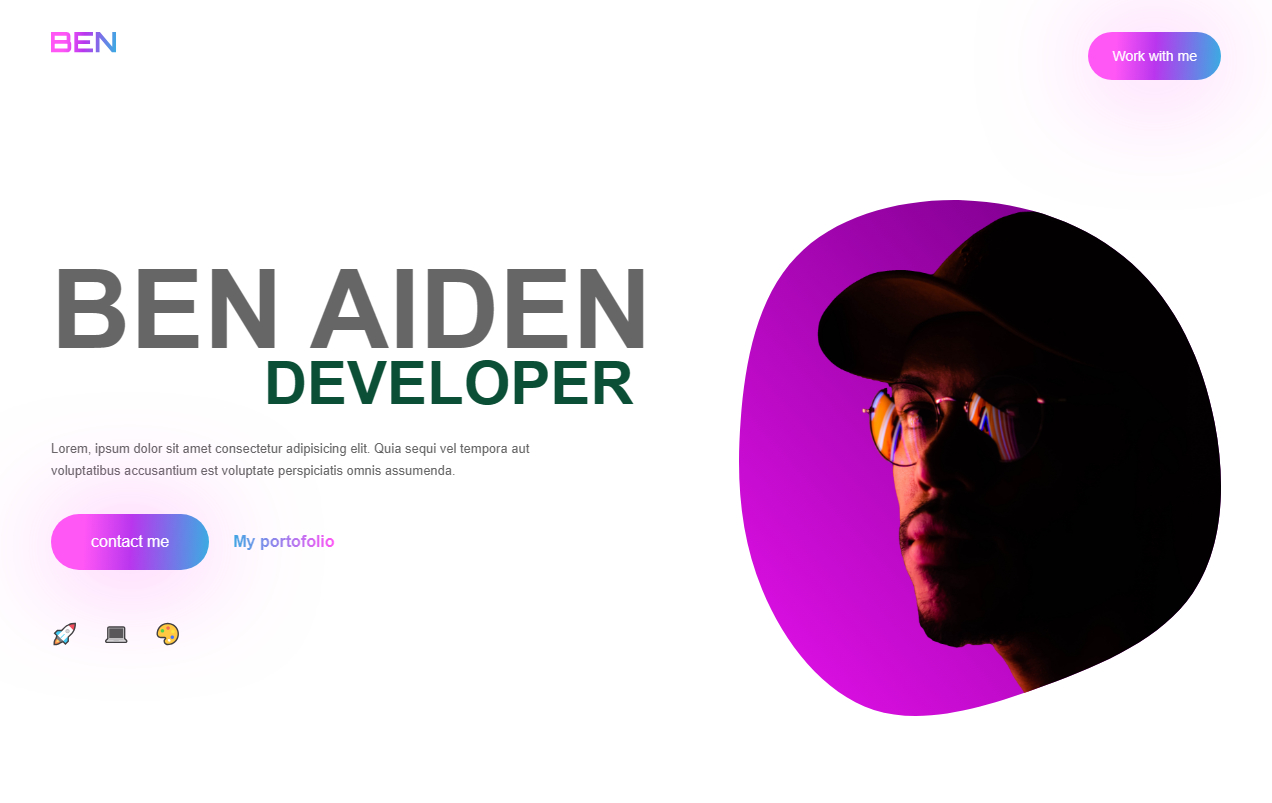 BEN
Work with me
BEN AIDEN
DEVELOPER
Lorem, ipsum dolor sit amet consectetur adipisicing elit. Quia sequi vel tempora aut
voluptatibus accusantium est voluptate perspiciatis omnis assumenda.
contact me
My portofolio